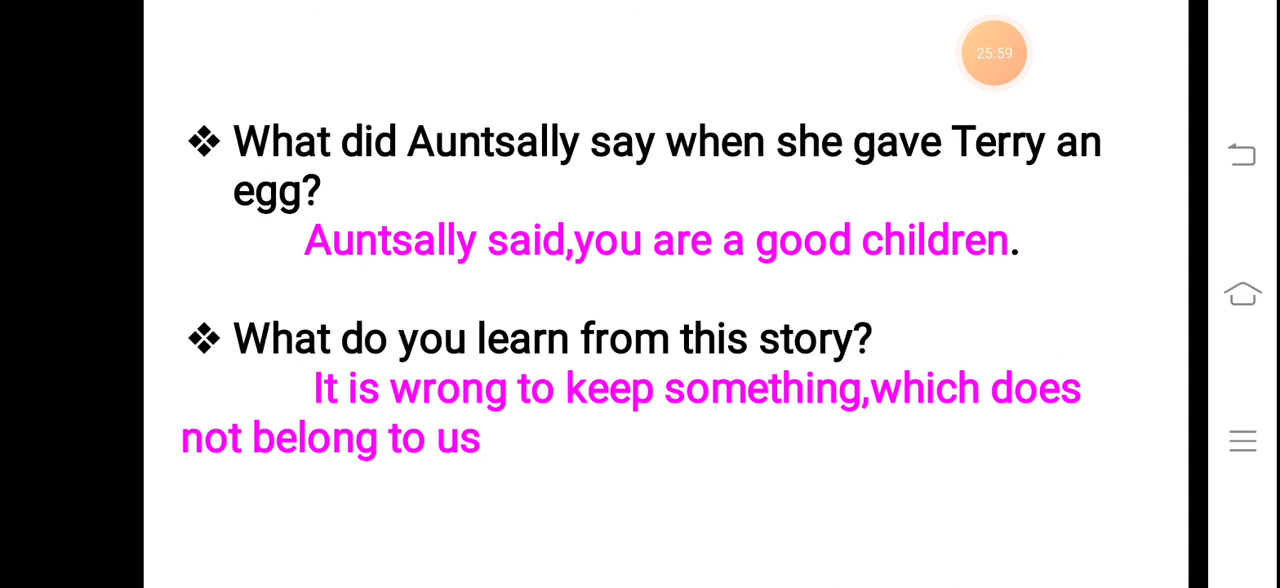 25:59
❖ What did Auntsally say when she gave Terry an
egg?
Auntsally said,you are a good children.
❖ What do you learn from this story?
It is wrong to keep something,which does
not belong to us